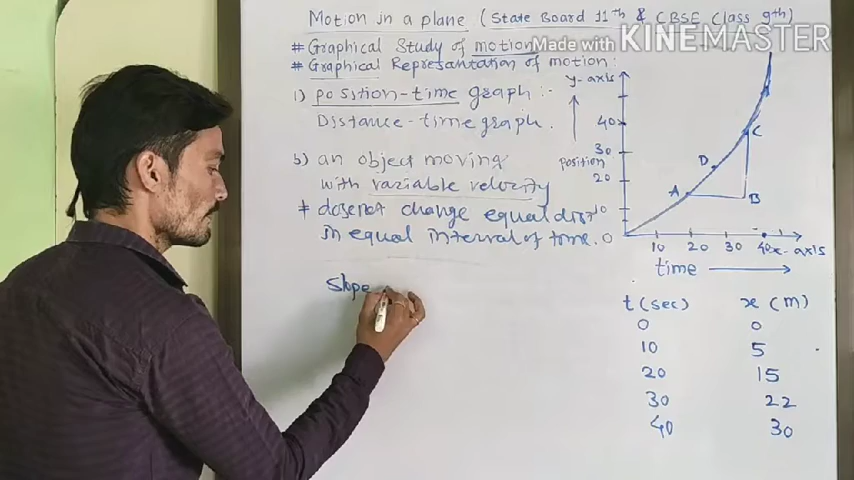 Motion in a plane (State Board 11th & CBSE Class 9th)
# Graphical Study of motion
Made with KINEMASTER
# Graphical Represantation of motion:
1) possition-time graph :-
Distance-time graph.
b) an object moving
with variable velocity
# dosenot change equal dist
in equal interval of time.
Slope
y-axis
40
30
20
10
0
position
A
D
C
B
10 20 30 40 x-axis
time
t (sec) x (m)
0 0
10 5
20 15
30 22
40 30